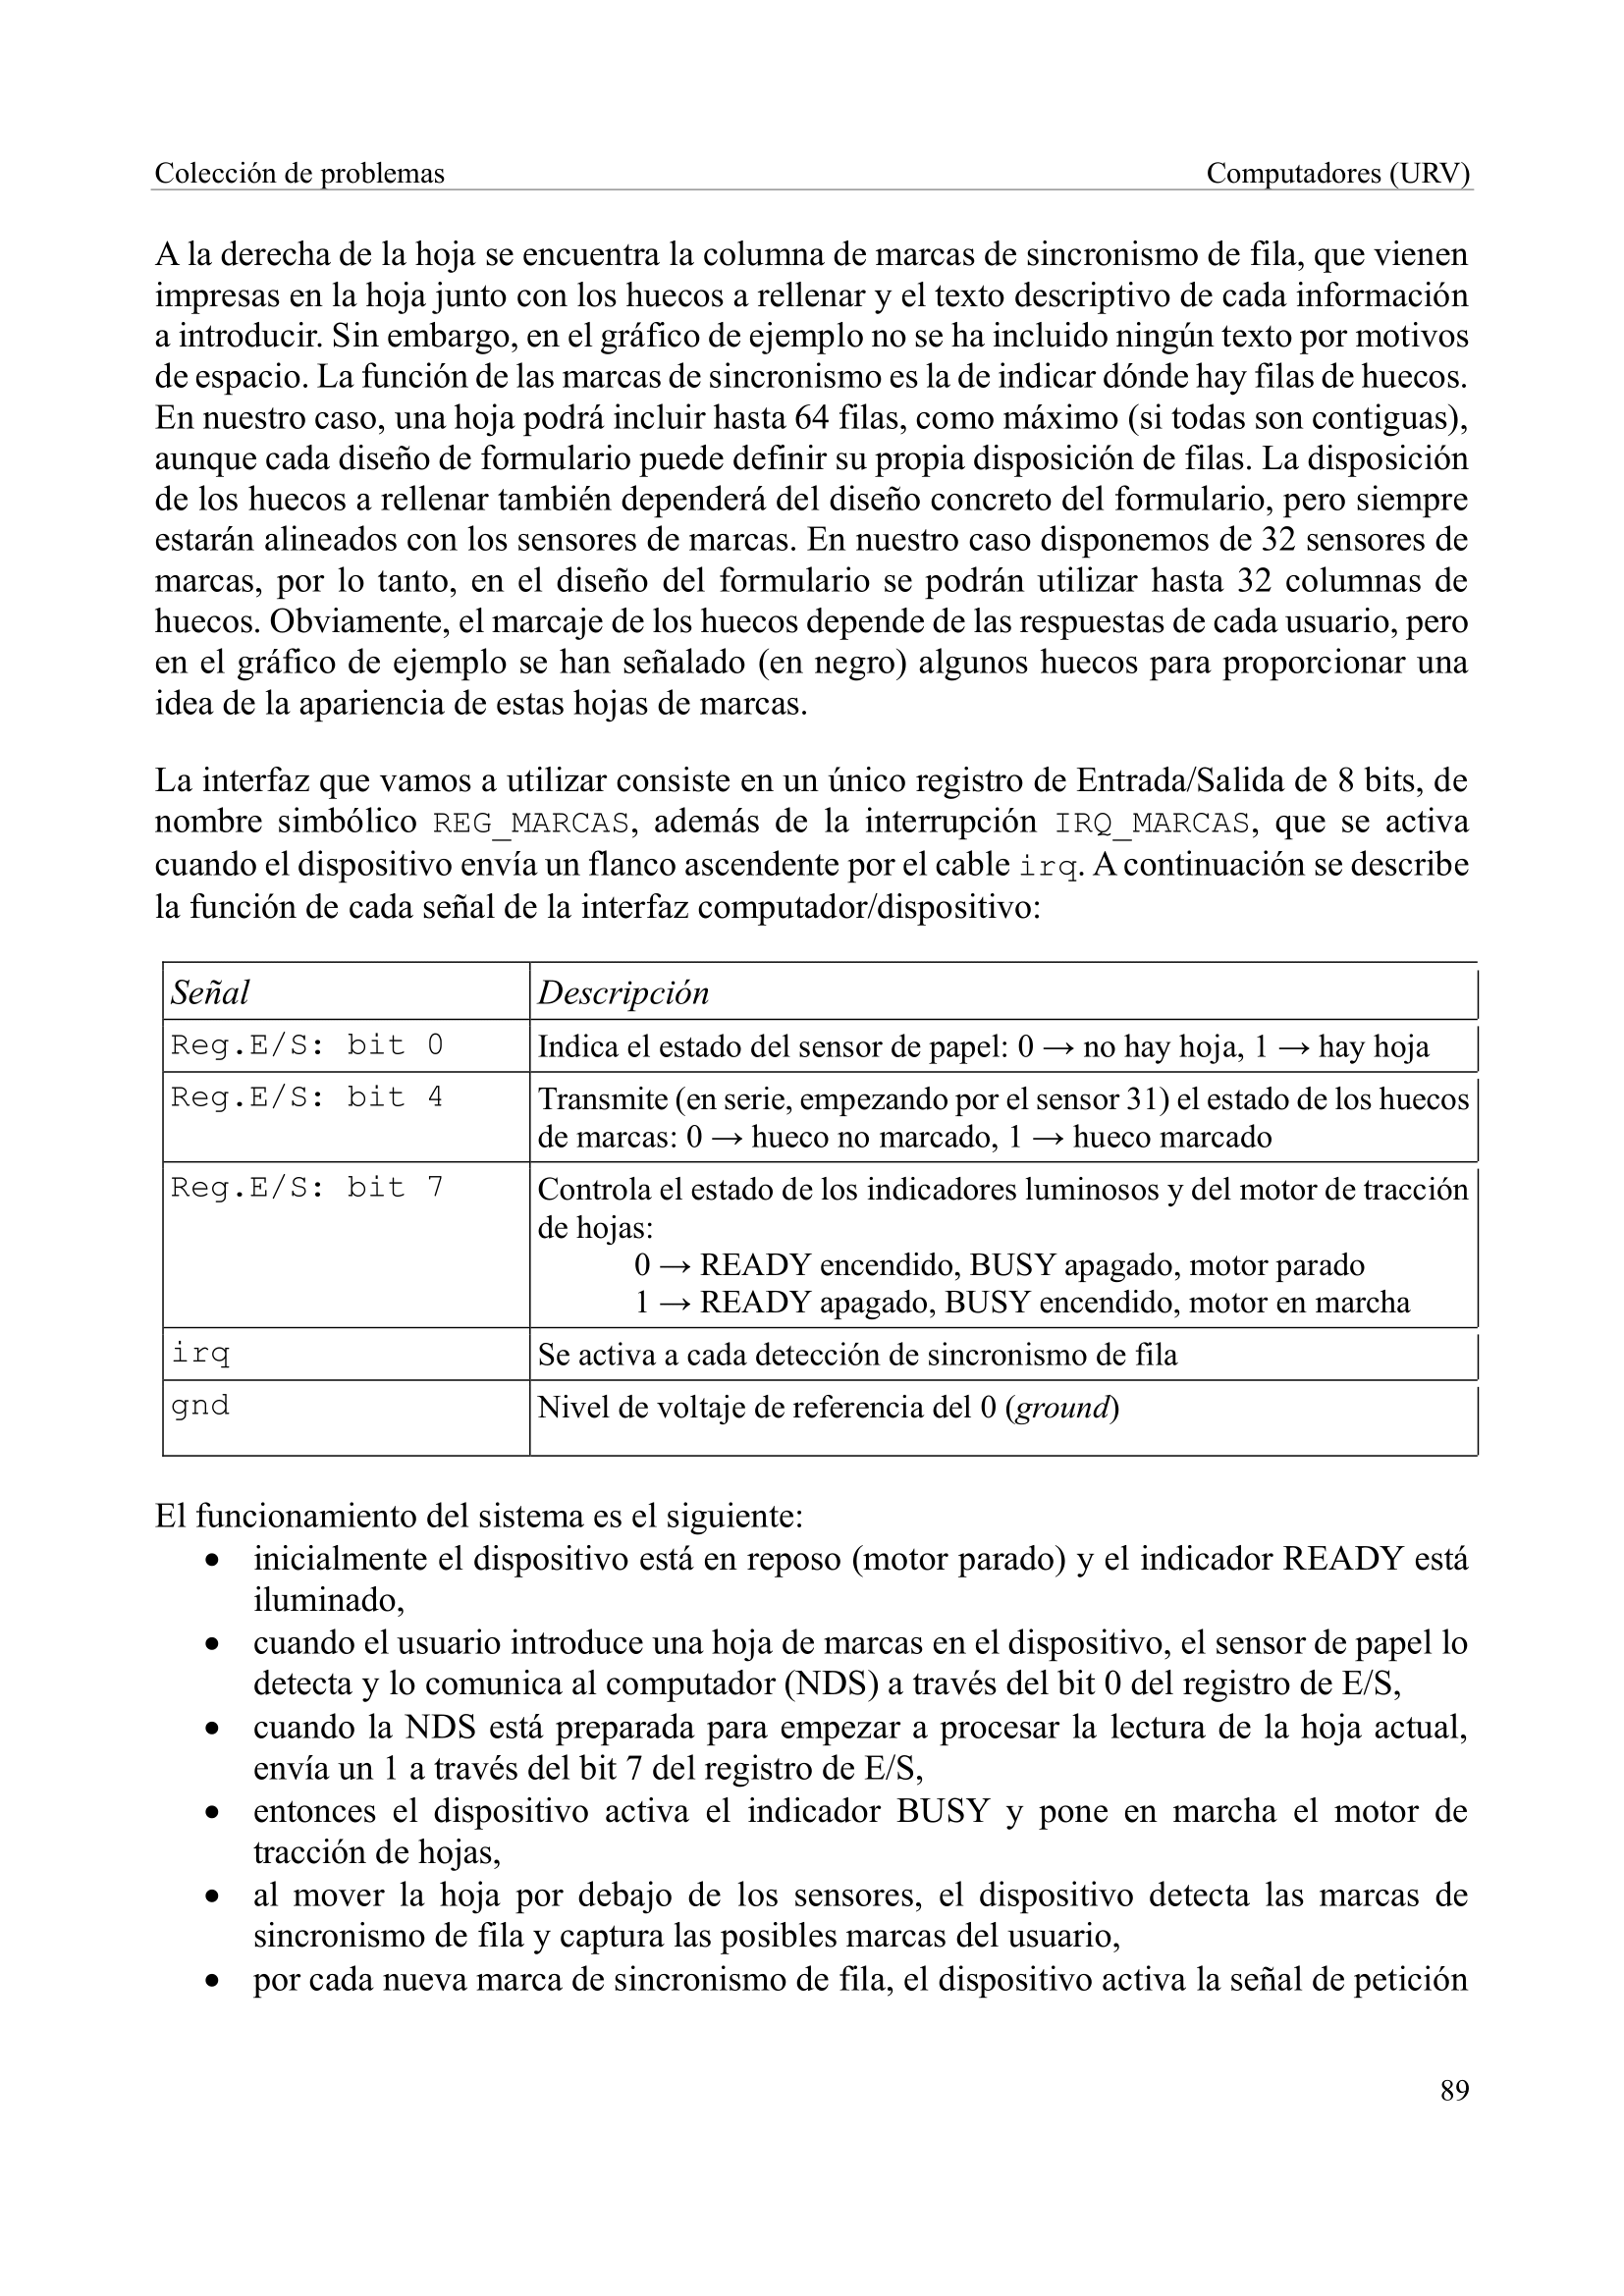 Colección de problemas Computadores (URV)
A la derecha de la hoja se encuentra la columna de marcas de sincronismo de fila, que vienen
impresas en la hoja junto con los huecos a rellenar y el texto descriptivo de cada información
a introducir. Sin embargo, en el gráfico de ejemplo no se ha incluido ningún texto por motivos
de espacio. La función de las marcas de sincronismo es la de indicar dónde hay filas de huecos.
En nuestro caso, una hoja podrá incluir hasta 64 filas, como máximo (si todas son contiguas),
aunque cada diseño de formulario puede definir su propia disposición de filas. La disposición
de los huecos a rellenar también dependerá del diseño concreto del formulario, pero siempre
estarán alineados con los sensores de marcas. En nuestro caso disponemos de 32 sensores de
marcas, por lo tanto, en el diseño del formulario se podrán utilizar hasta 32 columnas de
huecos. Obviamente, el marcaje de los huecos depende de las respuestas de cada usuario, pero
en el gráfico de ejemplo se han señalado (en negro) algunos huecos para proporcionar una
idea de la apariencia de estas hojas de marcas.
La interfaz que vamos a utilizar consiste en un único registro de Entrada/Salida de 8 bits, de
nombre simbólico REG_MARCAS, además de la interrupción IRQ_MARCAS, que se activa
cuando el dispositivo envía un flanco ascendente por el cable irq. A continuación se describe
la función de cada señal de la interfaz computador/dispositivo:
Señal Descripción
Reg.E/S: bit 0 Indica el estado del sensor de papel: 0 → no hay hoja, 1 → hay hoja
Reg.E/S: bit 4 Transmite (en serie, empezando por el sensor 31) el estado de los huecos
de marcas: 0 → hueco no marcado, 1 → hueco marcado
Reg.E/S: bit 7 Controla el estado de los indicadores luminosos y del motor de tracción
de hojas:
0 → READY encendido, BUSY apagado, motor parado
1 → READY apagado, BUSY encendido, motor en marcha
irq Se activa a cada detección de sincronismo de fila
gnd Nivel de voltaje de referencia del 0 (ground)
El funcionamiento del sistema es el siguiente:
• inicialmente el dispositivo está en reposo (motor parado) y el indicador READY está
iluminado,
• cuando el usuario introduce una hoja de marcas en el dispositivo, el sensor de papel lo
detecta y lo comunica al computador (NDS) a través del bit 0 del registro de E/S,
• cuando la NDS está preparada para empezar a procesar la lectura de la hoja actual,
envía un 1 a través del bit 7 del registro de E/S,
• entonces el dispositivo activa el indicador BUSY y pone en marcha el motor de
tracción de hojas,
• al mover la hoja por debajo de los sensores, el dispositivo detecta las marcas de
sincronismo de fila y captura las posibles marcas del usuario,
• por cada nueva marca de sincronismo de fila, el dispositivo activa la señal de petición
89